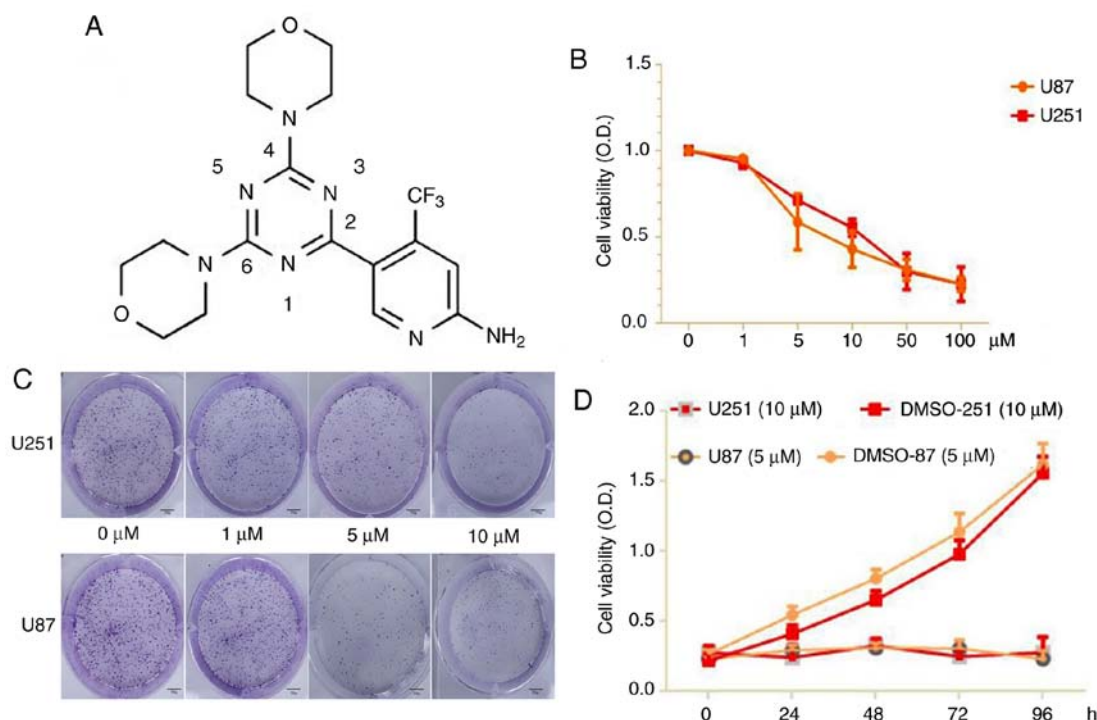 A
O
N
4
5
3
N
N
CF₃
2
N
6
N
1
O
N
NH₂
B
Cell viability (O.D.)
1.5
1.0
0.5
0.0
0
1
5
10
50
100
μM
U87
U251
C
U251
0 μM
1 μM
5 μM
10 μM
U87
D
Cell viability (O.D.)
2.0
1.5
1.0
0.5
0.0
U251 (10 μM)
DMSO-251 (10 μM)
U87 (5 μM)
DMSO-87 (5 μM)
0
24
48
72
96
h